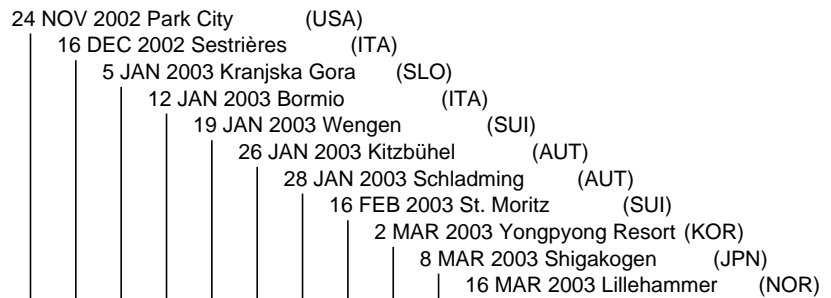 24 NOV 2002 Park City (USA)
16 DEC 2002 Sestrières (ITA)
5 JAN 2003 Kranjska Gora (SLO)
12 JAN 2003 Bormio (ITA)
19 JAN 2003 Wengen (SUI)
26 JAN 2003 Kitzbühel (AUT)
28 JAN 2003 Schladming (AUT)
16 FEB 2003 St. Moritz (SUI)
2 MAR 2003 Yongpyong Resort (KOR)
8 MAR 2003 Shigakogen (JPN)
16 MAR 2003 Lillehammer (NOR)